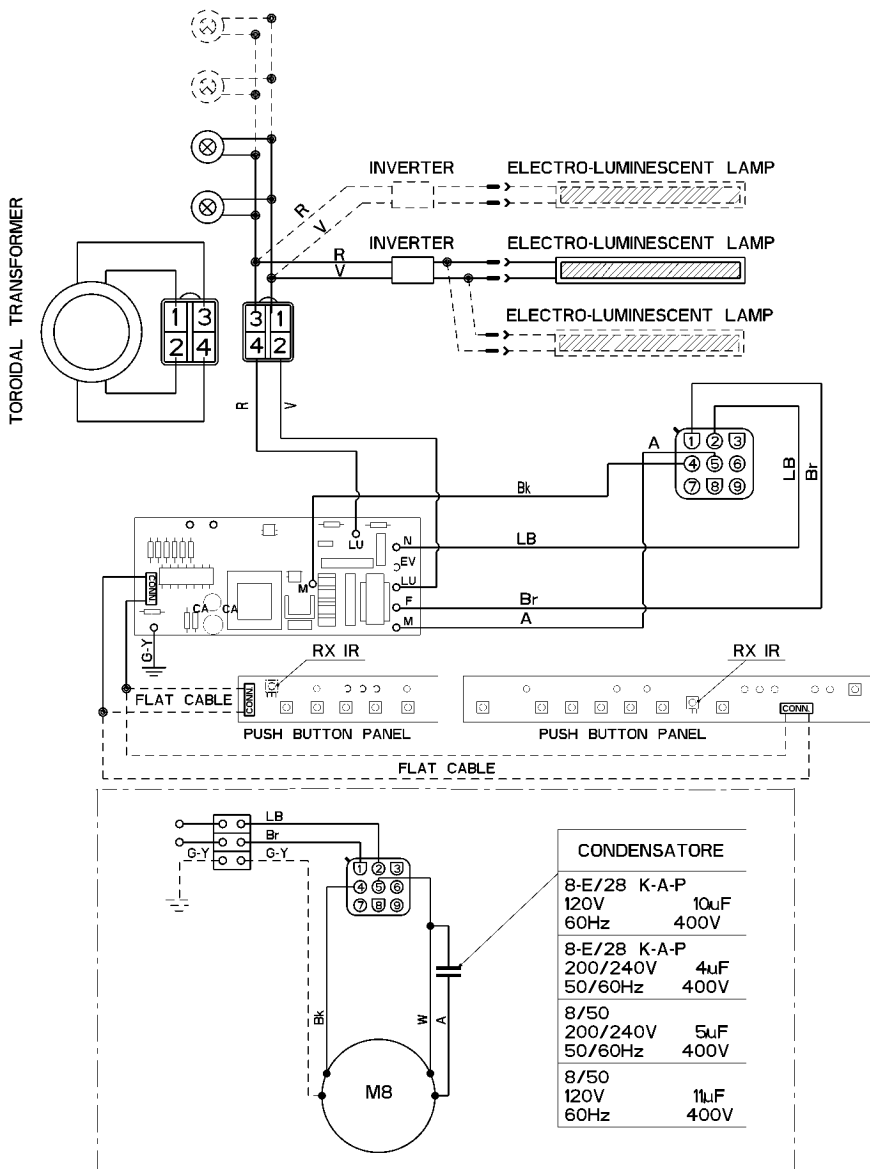 TOROIDAL TRANSFORMER
INVERTER
ELECTRO-LUMINESCENT LAMP
R
V
INVERTER
ELECTRO-LUMINESCENT LAMP
R
V
ELECTRO-LUMINESCENT LAMP
1 3
2 4
3 1
4 2
R
V
A
1 2 3
4 5 6
7 8 9
LB
Br
Bk
LU
N
LB
EV
M
LU
CONN
CA CA
F
Br
M
A
G-Y
RX IR
RX IR
FLAT CABLE
CONN.
CONN.
PUSH BUTTON PANEL
PUSH BUTTON PANEL
FLAT CABLE
LB
Br
G-Y
G-Y
1 2 3
4 5 6
7 8 9
Bk
W
A
M8
CONDENSATORE
8-E/28 K-A-P
120V 10uF
60Hz 400V
8-E/28 K-A-P
200/240V 4uF
50/60Hz 400V
8/50
200/240V 5uF
50/60Hz 400V
8/50
120V 11uF
60Hz 400V